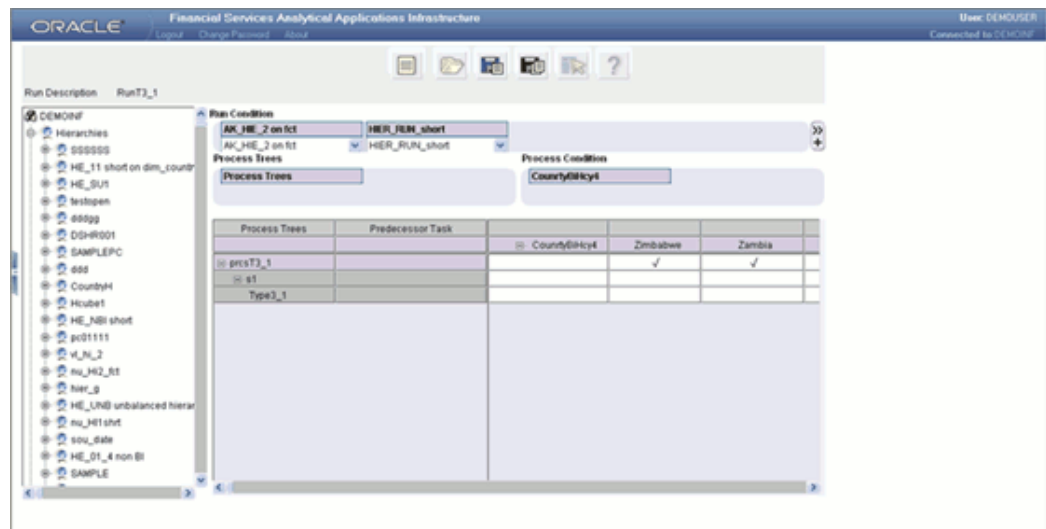 ORACLE
Financial Services Analytical Applications Infrastructure
Logout Change Password About
User: DEMOUSER
Connected to: DEMOINF
Run Description RunT3_1
DEMOINF
Hierarchies
SSSSSS
HE_11 short on dim_countr
HE_SU1
testopen
dddgg
DSHR001
SAMPLEPC
ddd
CountryH
Hcube1
HE_NBI short
pc01111
vt_hi_2
nu_Hi2_fct
hier_g
HE_UNB unbalanced hierar
nu_HI1shrt
sou_date
HE_01_4 non BI
SAMPLE
Run Condition
AK_HIE_2 on fct HIER_RUN_short
AK_HIE_2 on fct HIER_RUN_short
Process Trees Process Condition
Process Trees CounrtyBiHcy4
Process Trees Predecessor Task
CounrtyBiHcy4 Zimbabwe Zambia
prcsT3_1 √ √
s1
Type3_1